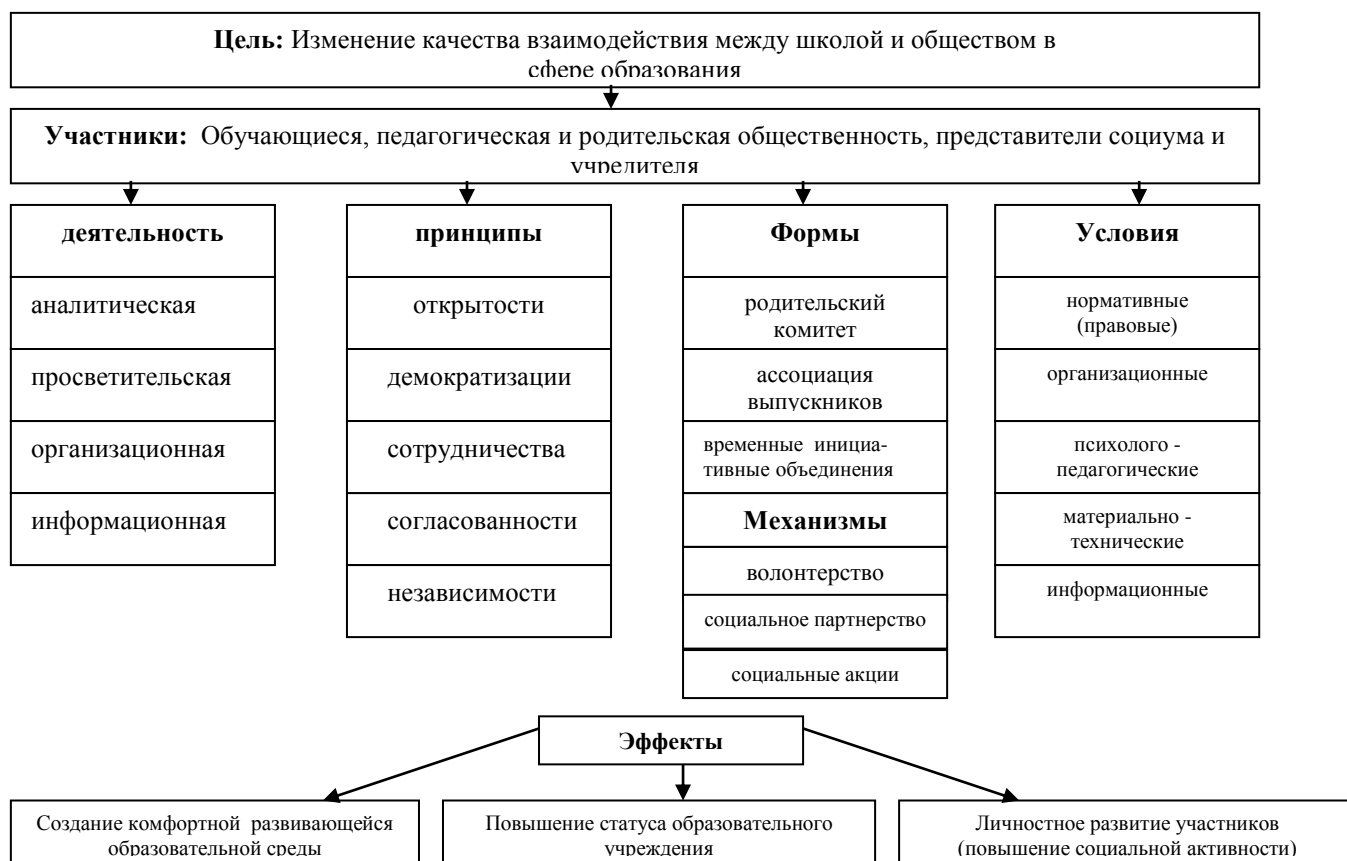 Цель: Изменение качества взаимодействия между школой и обществом в
сфере образования
Участники: Обучающиеся, педагогическая и родительская общественность, представители социума и
учредителя
деятельность
аналитическая
просветительская
организационная
информационная
принципы
открытости
демократизации
сотрудничества
согласованности
независимости
Формы
родительский
комитет
ассоциация
выпускников
временные инициа-
тивные объединения
Механизмы
волонтерство
социальное партнерство
социальные акции
Условия
нормативные
(правовые)
организационные
психолого -
педагогические
материально -
технические
информационные
Эффекты
Создание комфортной развивающейся
образовательной среды
Повышение статуса образовательного
учреждения
Личностное развитие участников
(повышение социальной активности)